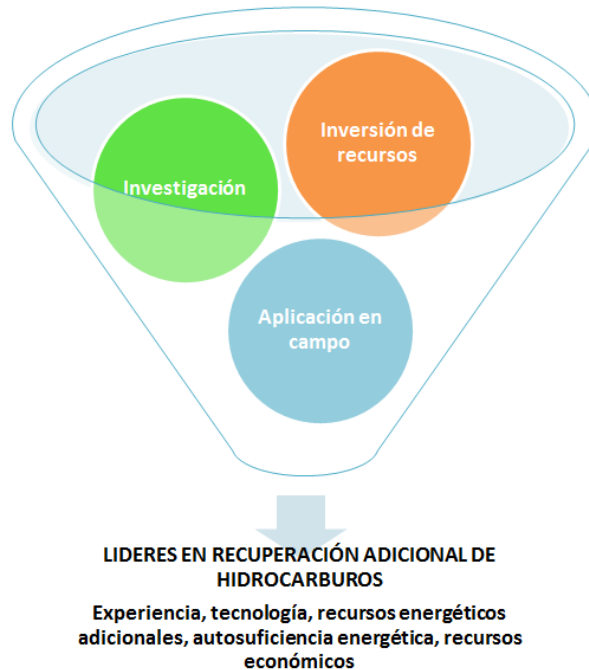 Inversión de
recursos
Investigación
Aplicación en
campo
LIDERES EN RECUPERACIÓN ADICIONAL DE
HIDROCARBUROS
Experiencia, tecnología, recursos energéticos
adicionales, autosuficiencia energética, recursos
económicos